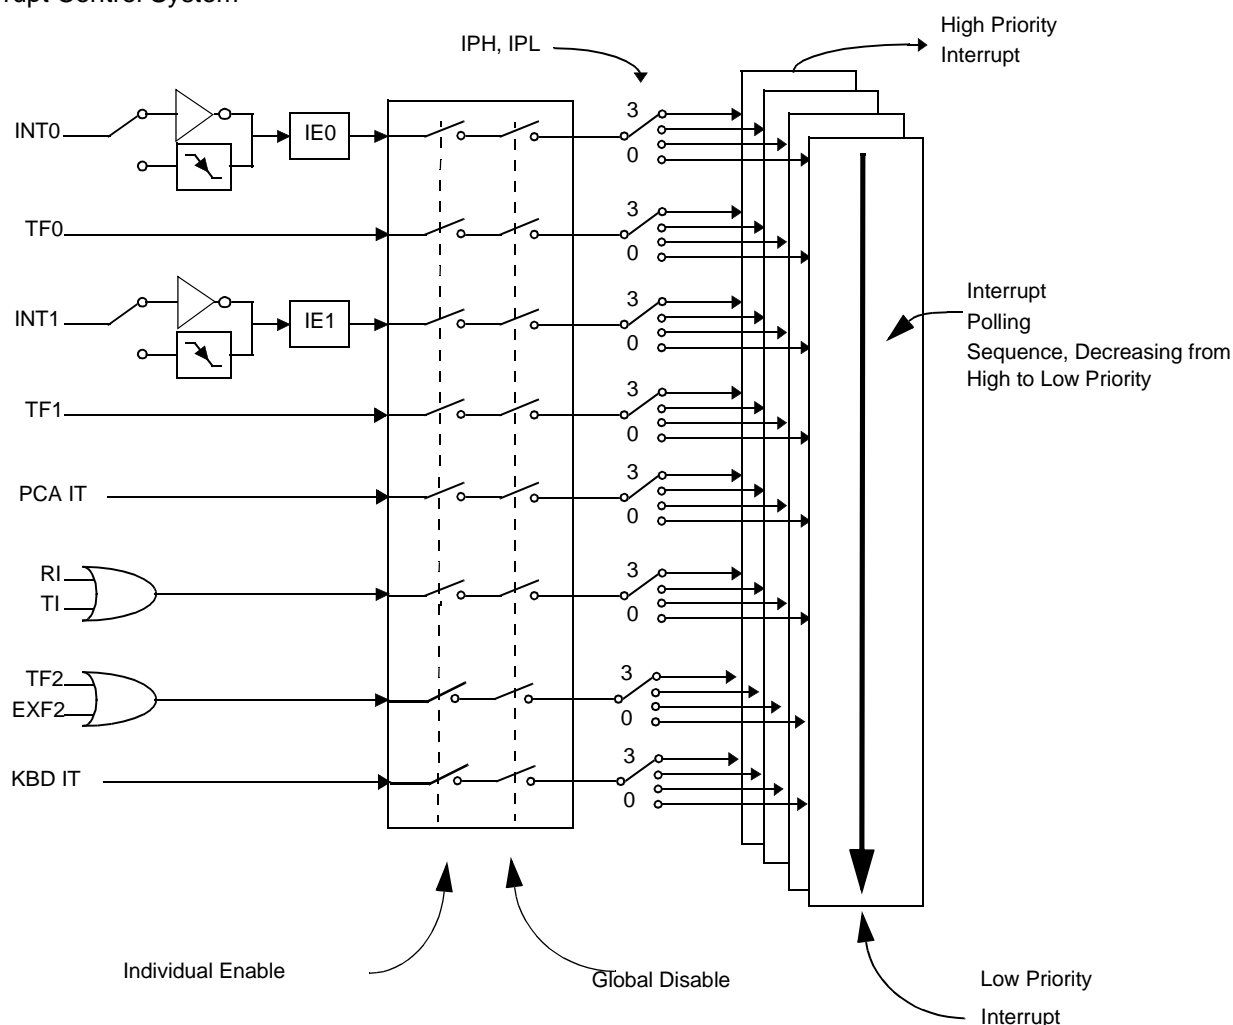 Control System
High Priority
Interrupt
IPH, IPL
INT0
IE0
3
0
TF0
3
0
INT1
IE1
3
0
Interrupt
Polling
Sequence, Decreasing from
High to Low Priority
TF1
3
0
PCA IT
3
0
RI
TI
3
0
TF2
EXF2
3
0
KBD IT
3
0
Individual Enable
Global Disable
Low Priority
Interrupt